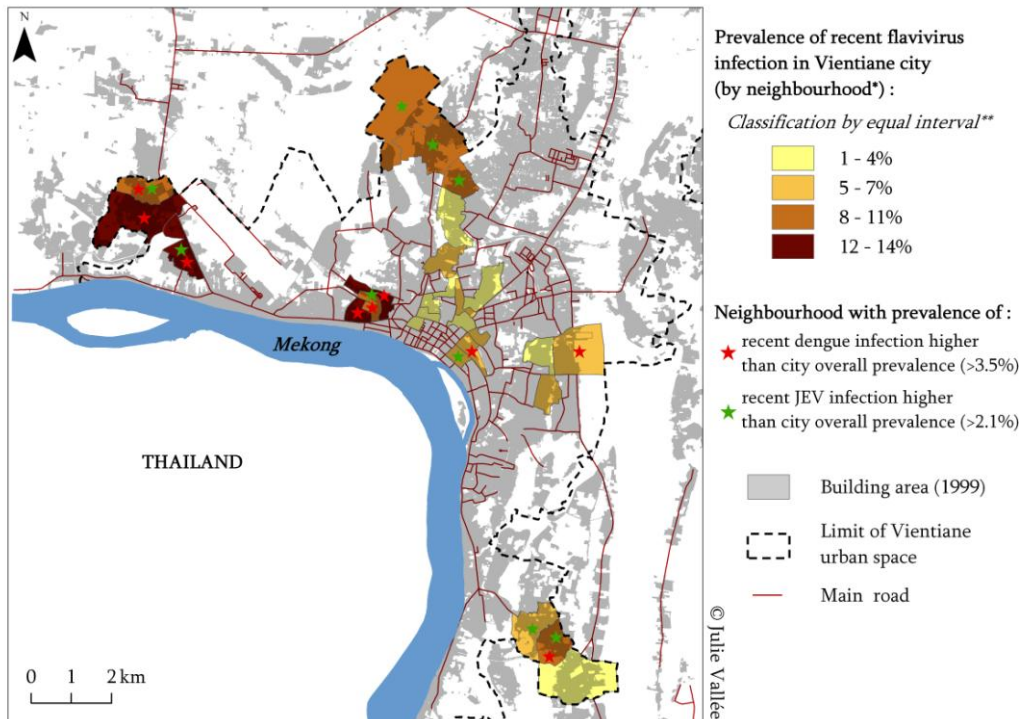 N
Mekong
THAILAND
0 1 2 km
© Julie Vallée
Prevalence of recent flavivirus
infection in Vientiane city
(by neighbourhood*) :
Classification by equal interval**
1 - 4%
5 - 7%
8 - 11%
12 - 14%
Neighbourhood with prevalence of :
recent dengue infection higher
than city overall prevalence (>3.5%)
recent JEV infection higher
than city overall prevalence (>2.1%)
Building area (1999)
Limit of Vientiane
urban space
Main road